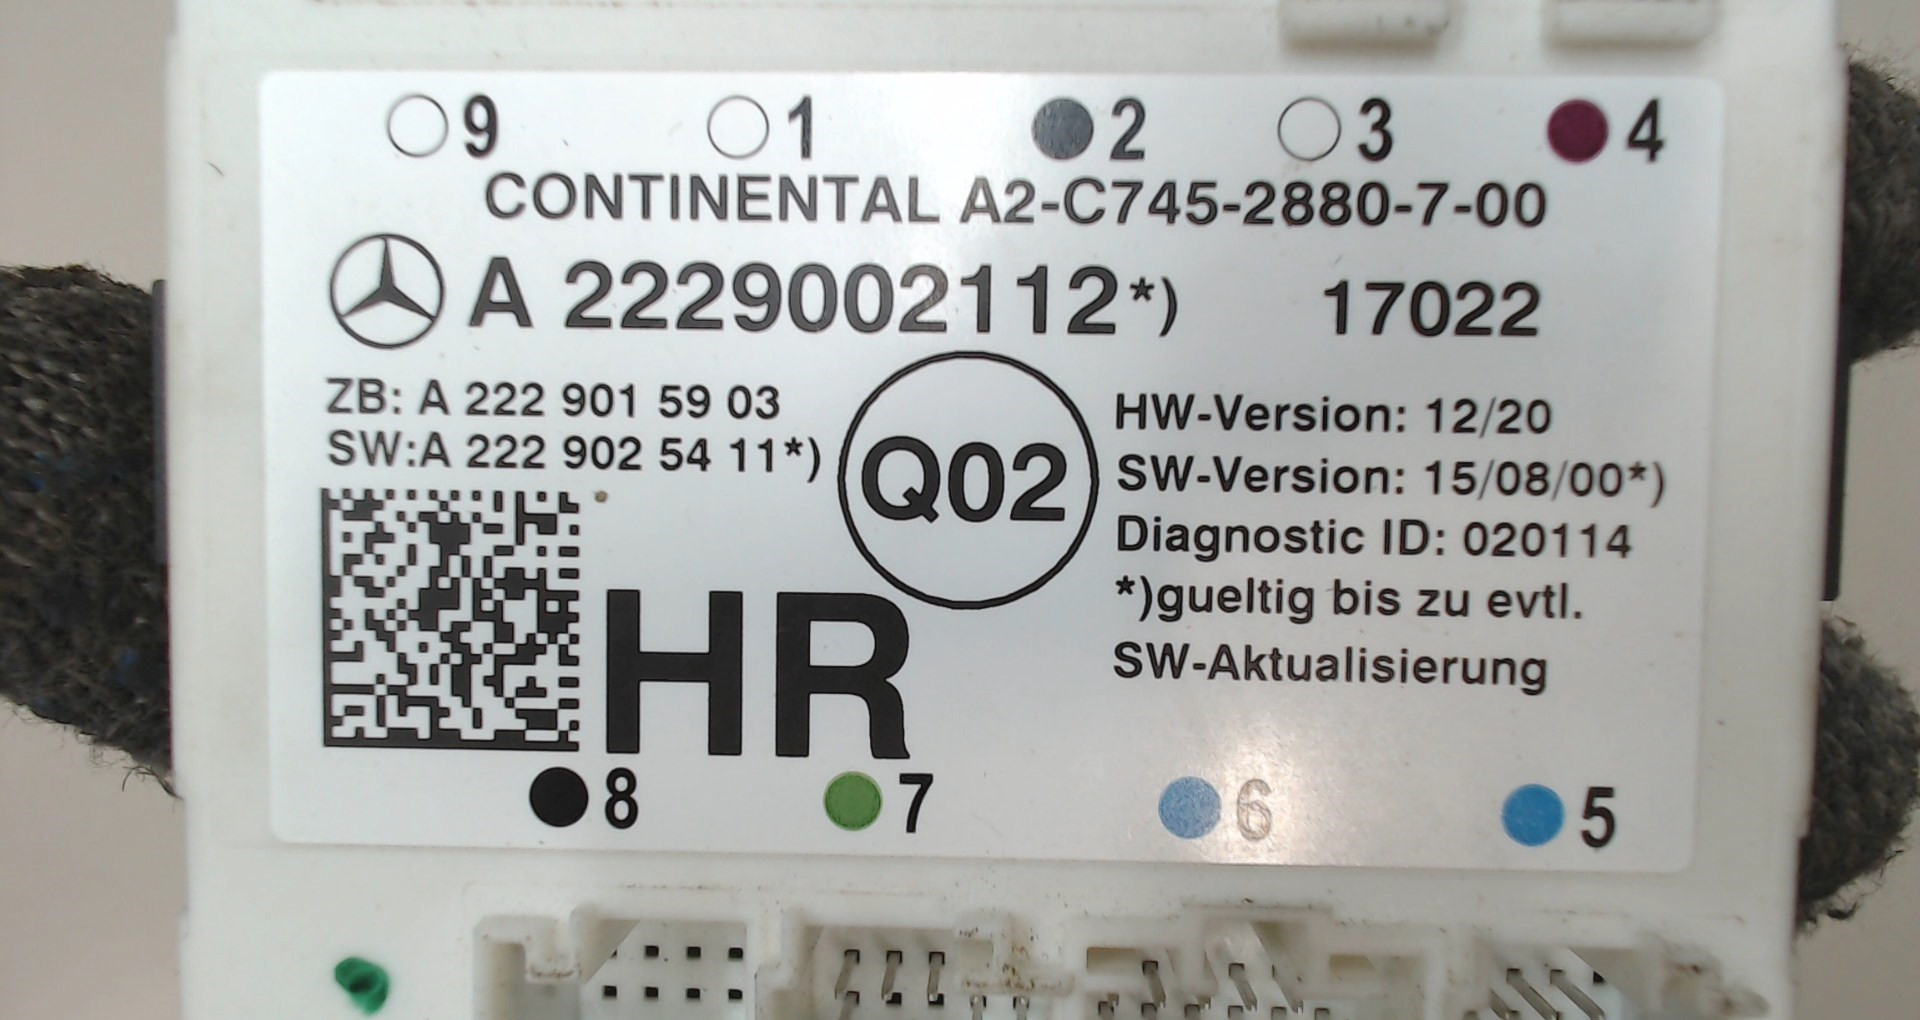 9 1 2 3 4
CONTINENTAL A2-C745-2880-7-00
A 2229002112*) 17022
ZB: A 222 901 59 03
SW:A 222 902 54 11*)
Q02
HW-Version: 12/20
SW-Version: 15/08/00*)
Diagnostic ID: 020114
*)gueltig bis zu evtl.
SW-Aktualisierung
HR
8 7 6 5